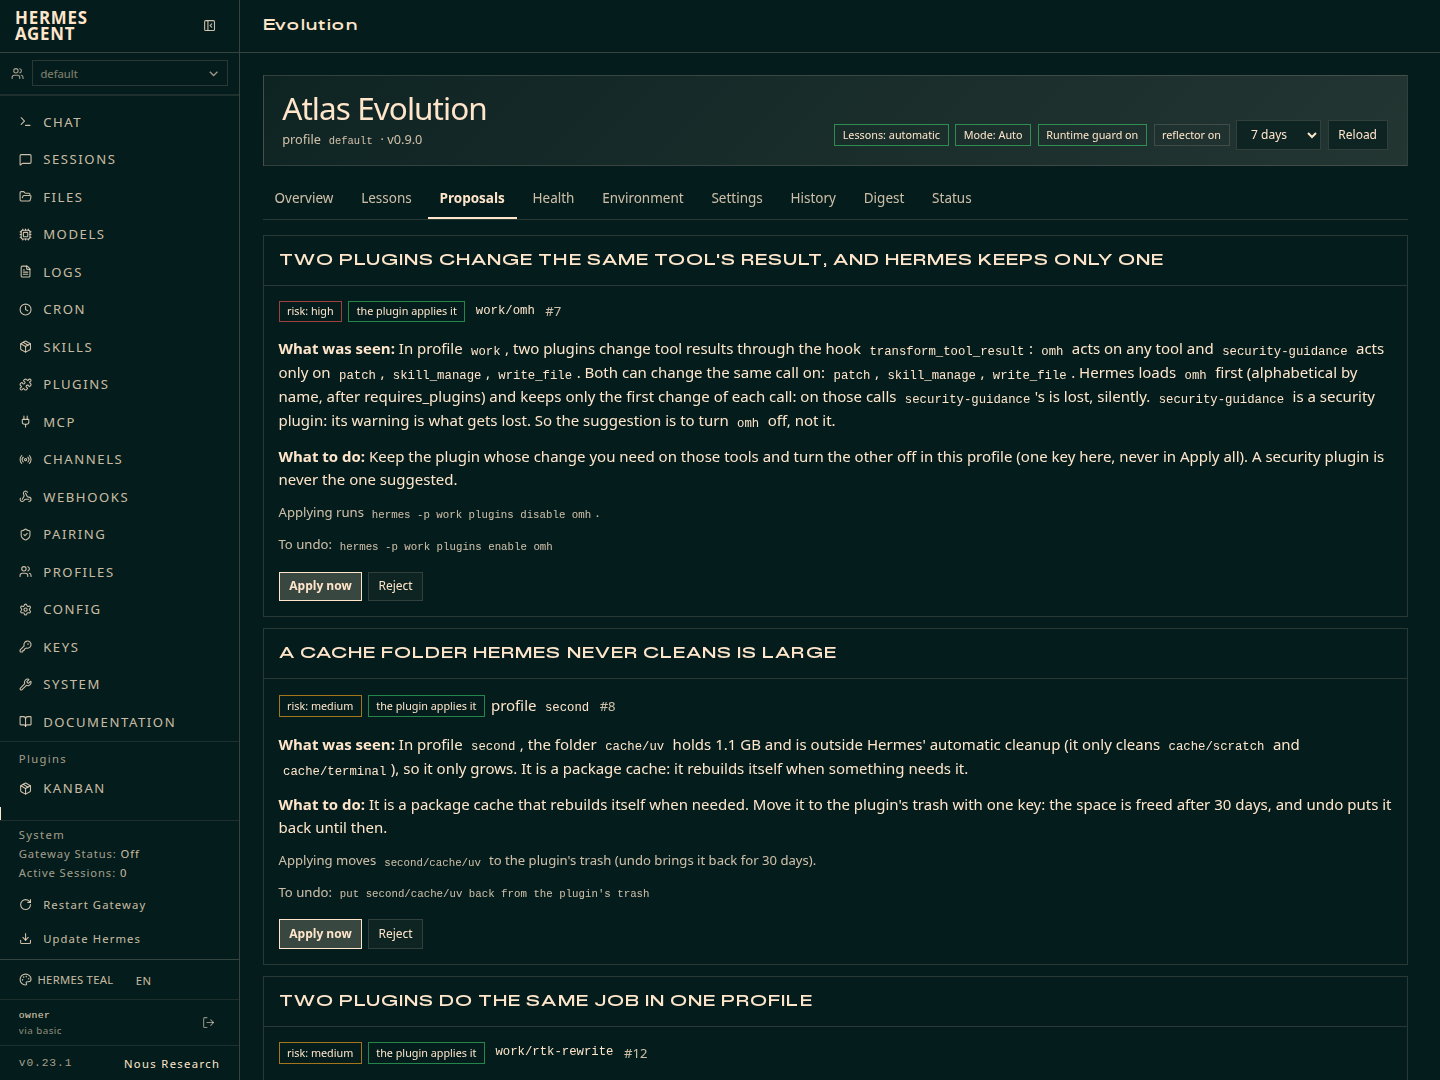 HERMES
AGENT
default
CHAT
SESSIONS
FILES
MODELS
LOGS
CRON
SKILLS
PLUGINS
MCP
CHANNELS
WEBHOOKS
PAIRING
PROFILES
CONFIG
KEYS
SYSTEM
DOCUMENTATION
Plugins
KANBAN
System
Gateway Status: Off
Active Sessions: 0
Restart Gateway
Update Hermes
HERMES TEAL EN
owner
via basic
v0.23.1 Nous Research
Evolution
Atlas Evolution
profile default · v0.9.0
Lessons: automatic Mode: Auto Runtime guard on reflector on 7 days Reload
Overview Lessons Proposals Health Environment Settings History Digest Status
TWO PLUGINS CHANGE THE SAME TOOL'S RESULT, AND HERMES KEEPS ONLY ONE
risk: high the plugin applies it work/omh #7
What was seen: In profile work , two plugins change tool results through the hook transform_tool_result : omh acts on any tool and security-guidance acts
only on patch , skill_manage , write_file . Both can change the same call on: patch , skill_manage , write_file . Hermes loads omh first (alphabetical by
name, after requires_plugins) and keeps only the first change of each call: on those calls security-guidance 's is lost, silently. security-guidance is a security
plugin: its warning is what gets lost. So the suggestion is to turn omh off, not it.
What to do: Keep the plugin whose change you need on those tools and turn the other off in this profile (one key here, never in Apply all). A security plugin is
never the one suggested.
Applying runs hermes -p work plugins disable omh .
To undo: hermes -p work plugins enable omh
Apply now Reject
A CACHE FOLDER HERMES NEVER CLEANS IS LARGE
risk: medium the plugin applies it profile second #8
What was seen: In profile second , the folder cache/uv holds 1.1 GB and is outside Hermes' automatic cleanup (it only cleans cache/scratch and
cache/terminal ), so it only grows. It is a package cache: it rebuilds itself when something needs it.
What to do: It is a package cache that rebuilds itself when needed. Move it to the plugin's trash with one key: the space is freed after 30 days, and undo puts it
back until then.
Applying moves second/cache/uv to the plugin's trash (undo brings it back for 30 days).
To undo: put second/cache/uv back from the plugin's trash
Apply now Reject
TWO PLUGINS DO THE SAME JOB IN ONE PROFILE
risk: medium the plugin applies it work/rtk-rewrite #12